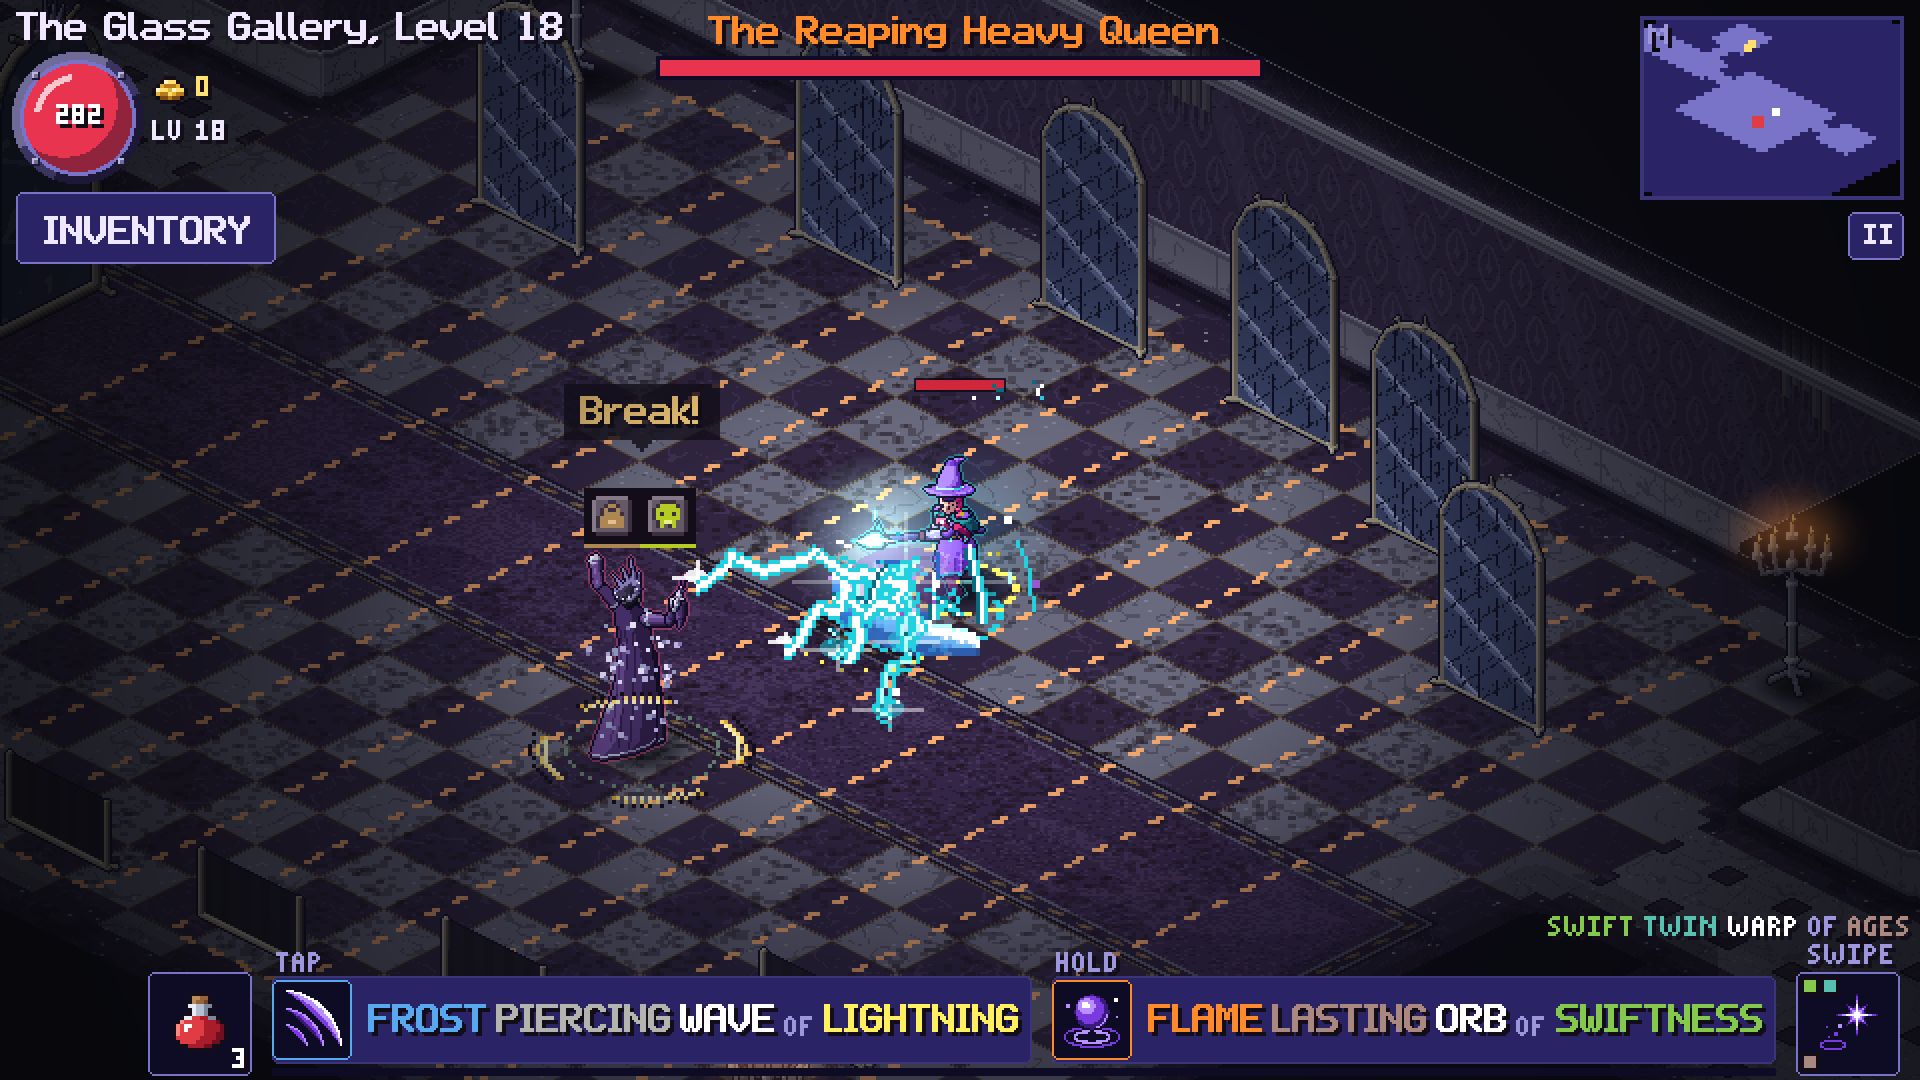 The Glass Gallery, Level 18
The Reaping Heavy Queen
282
0
LV 18
INVENTORY
II
Break!
SWIFT TWIN WARP OF AGES
TAP
HOLD
SWIPE
3
FROST PIERCING WAVE OF LIGHTNING
FLAME LASTING ORB OF SWIFTNESS